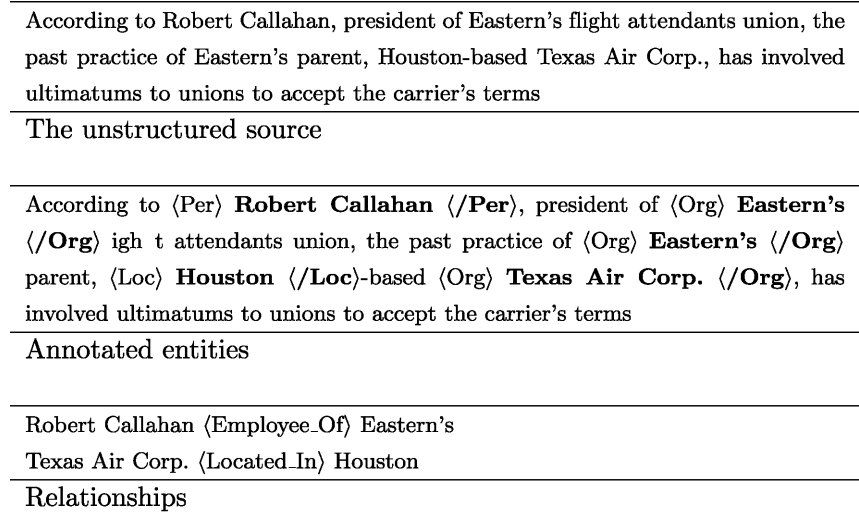 According to Robert Callahan, president of Eastern's flight attendants union, the
past practice of Eastern's parent, Houston-based Texas Air Corp., has involved
ultimatums to unions to accept the carrier's terms
The unstructured source
According to ⟨Per⟩ Robert Callahan ⟨/Per⟩, president of ⟨Org⟩ Eastern's
⟨/Org⟩ igh t attendants union, the past practice of ⟨Org⟩ Eastern's ⟨/Org⟩
parent, ⟨Loc⟩ Houston ⟨/Loc⟩-based ⟨Org⟩ Texas Air Corp. ⟨/Org⟩, has
involved ultimatums to unions to accept the carrier's terms
Annotated entities
Robert Callahan ⟨Employee_Of⟩ Eastern's
Texas Air Corp. ⟨Located_In⟩ Houston
Relationships